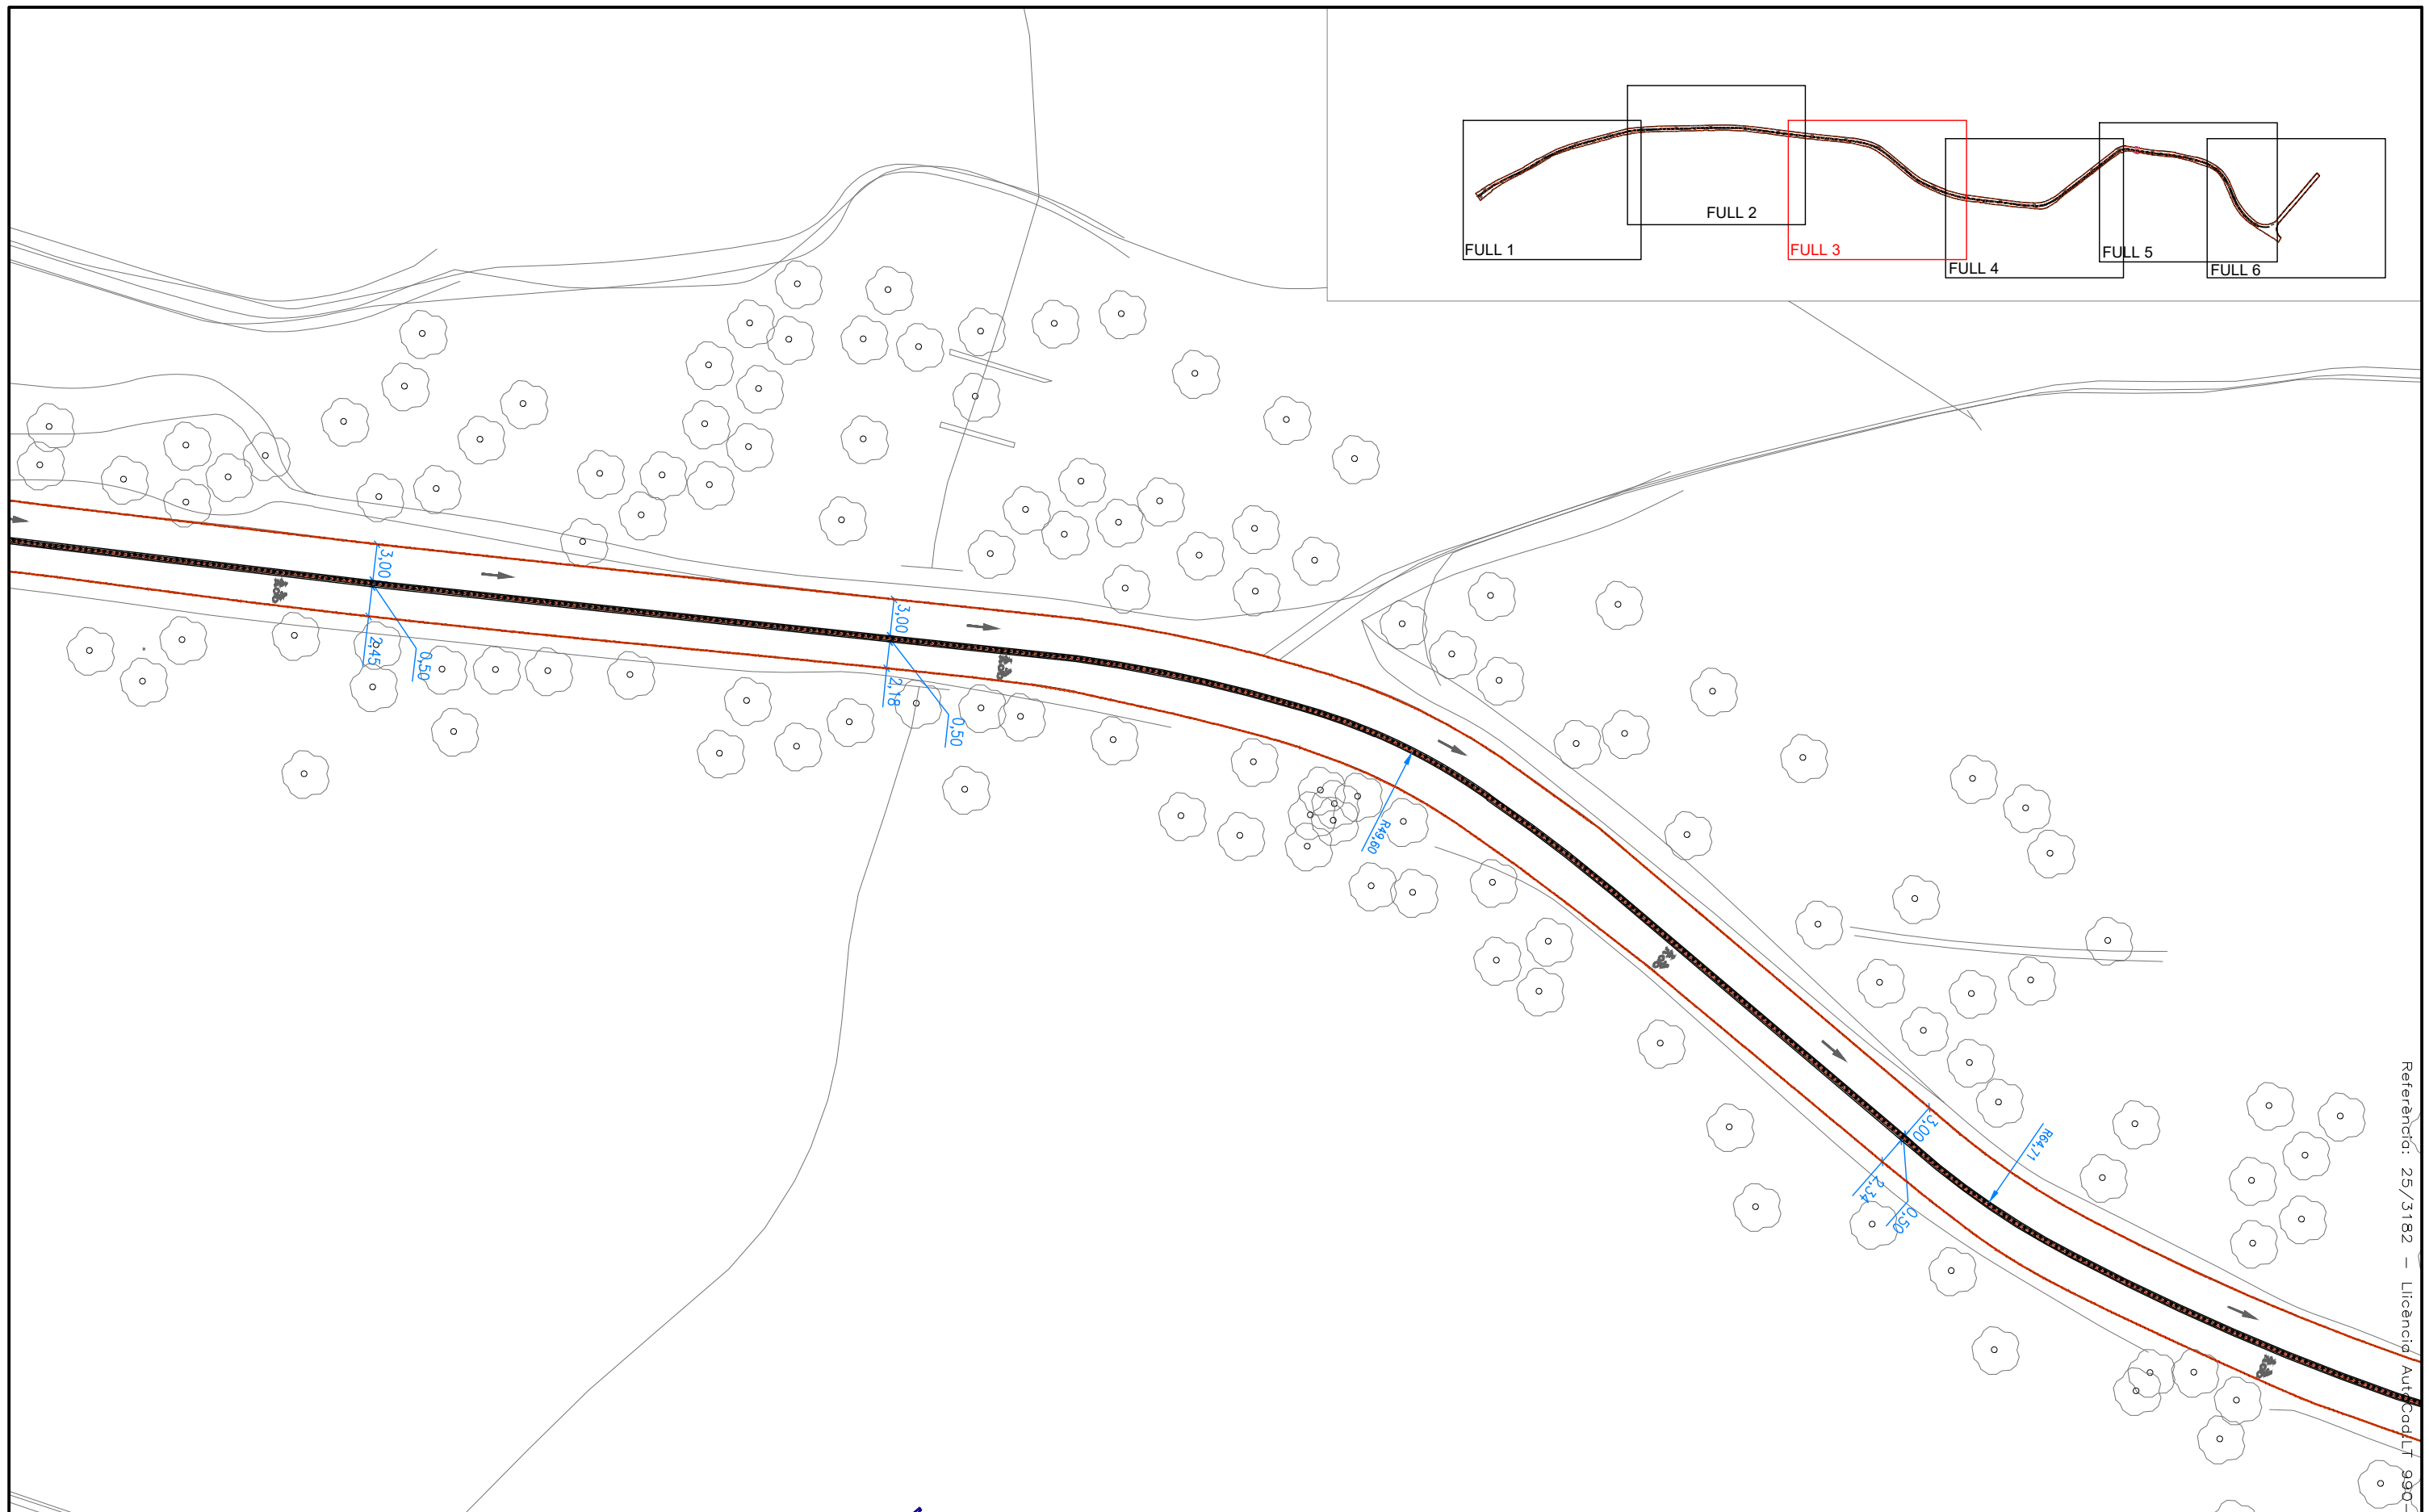 FULL 1
FULL 2
FULL 3
FULL 4
FULL 5
FULL 6
3,00
2,45
0,50
3,00
2,18
0,50
R49,60
3,00
2,34
0,50
R64,71
Referència: 25/3182 - Llicència AutoCad.LT 990-